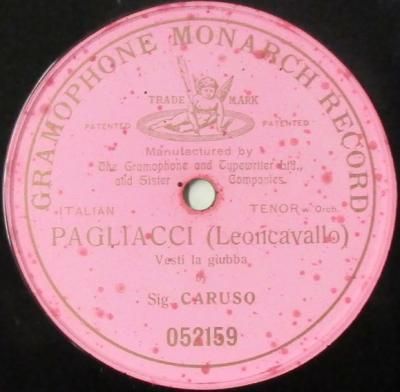 GRAMOPHONE MONARCH RECORD
TRADE MARK
PATENTED PATENTED
Manufactured by
The Gramophone and Typewriter Ltd.,
and Sister Companies.
ITALIAN TENOR w. Orch.
PAGLIACCI (Leoncavallo)
Vesti la giubba
by
Sig. CARUSO
052159